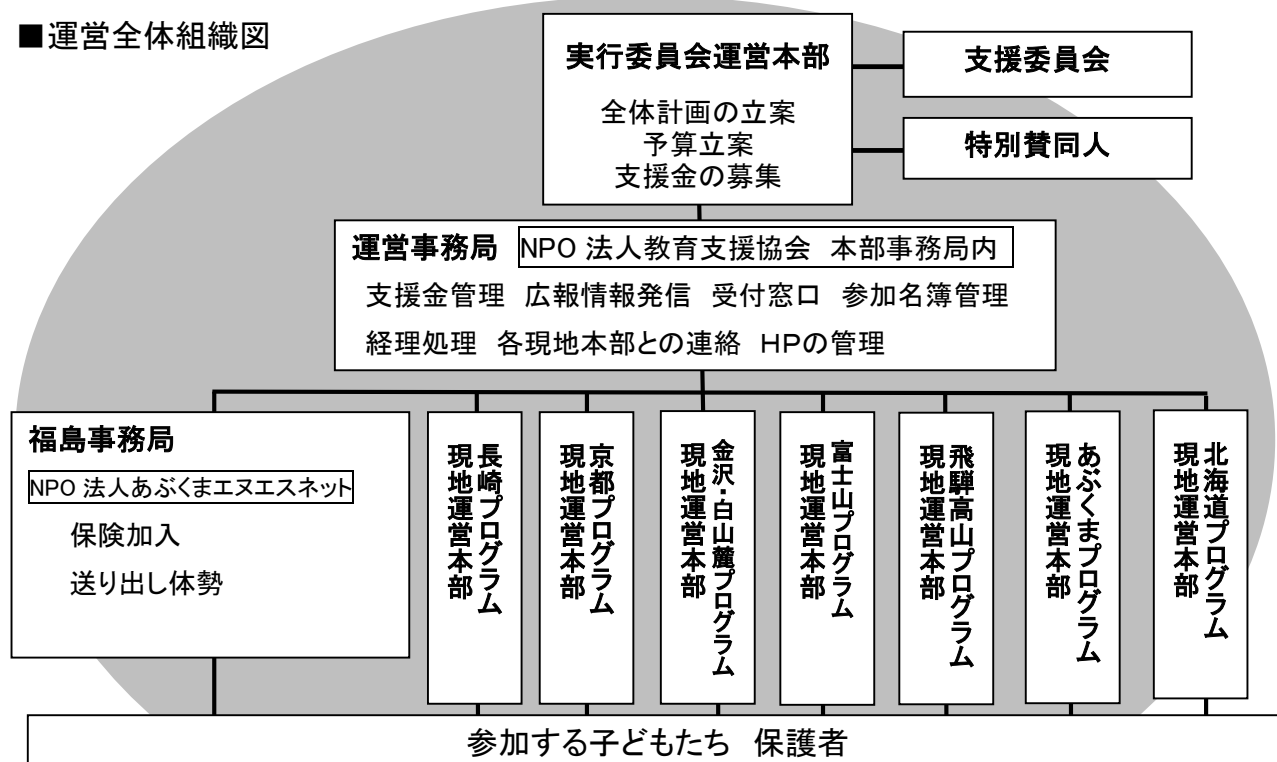 ■運営全体組織図
実行委員会運営本部
全体計画の立案
予算立案
支援金の募集
支援委員会
特別賛同人
運営事務局 NPO 法人教育支援協会 本部事務局内
支援金管理 広報情報発信 受付窓口 参加名簿管理
経理処理 各現地本部との連絡 HPの管理
福島事務局
NPO 法人あぶくまエヌエスネット
保険加入
送り出し体勢
長崎プログラム
現地運営本部
京都プログラム
現地運営本部
金沢・白山麓プログラム
現地運営本部
富士山プログラム
現地運営本部
飛騨高山プログラム
現地運営本部
あぶくまプログラム
現地運営本部
北海道プログラム
現地運営本部
参加する子どもたち 保護者